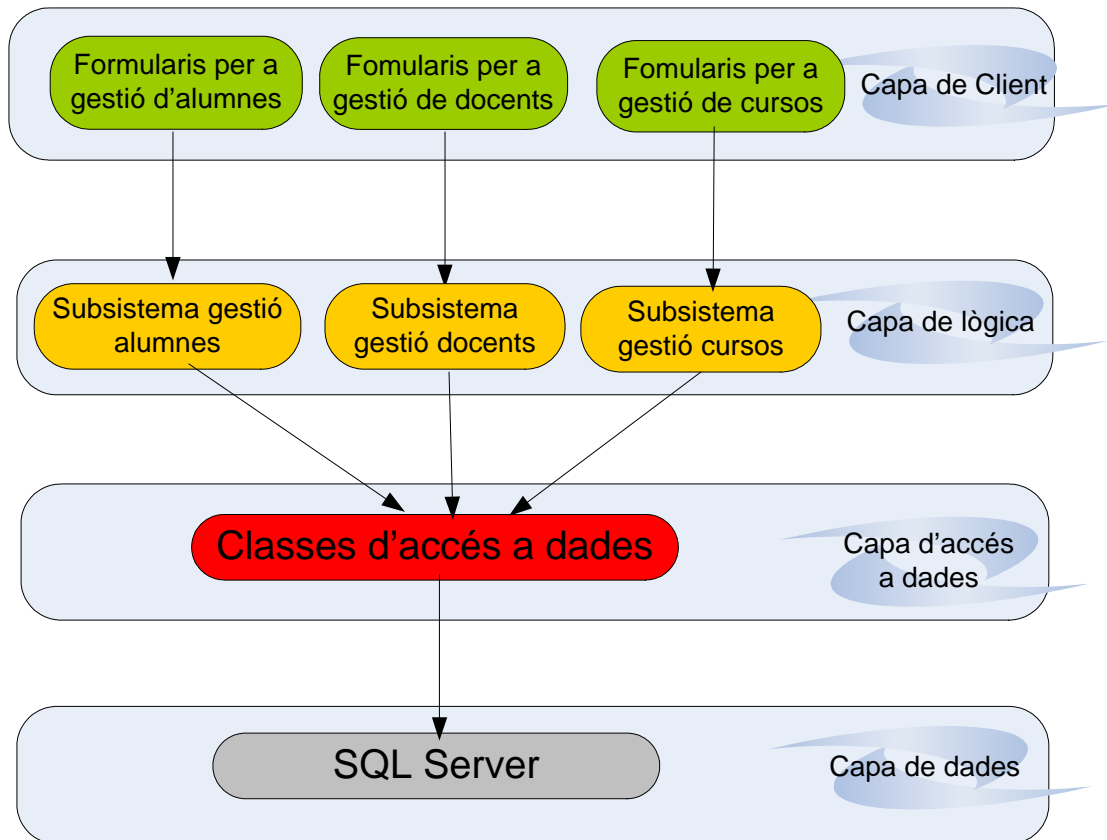 Formularis per a
gestió d'alumnes
Fomularis per a
gestió de docents
Fomularis per a
gestió de cursos
Capa de Client
Subsistema gestió
alumnes
Subsistema
gestió docents
Subsistema
gestió cursos
Capa de lògica
Classes d'accés a dades
Capa d'accés
a dades
SQL Server
Capa de dades